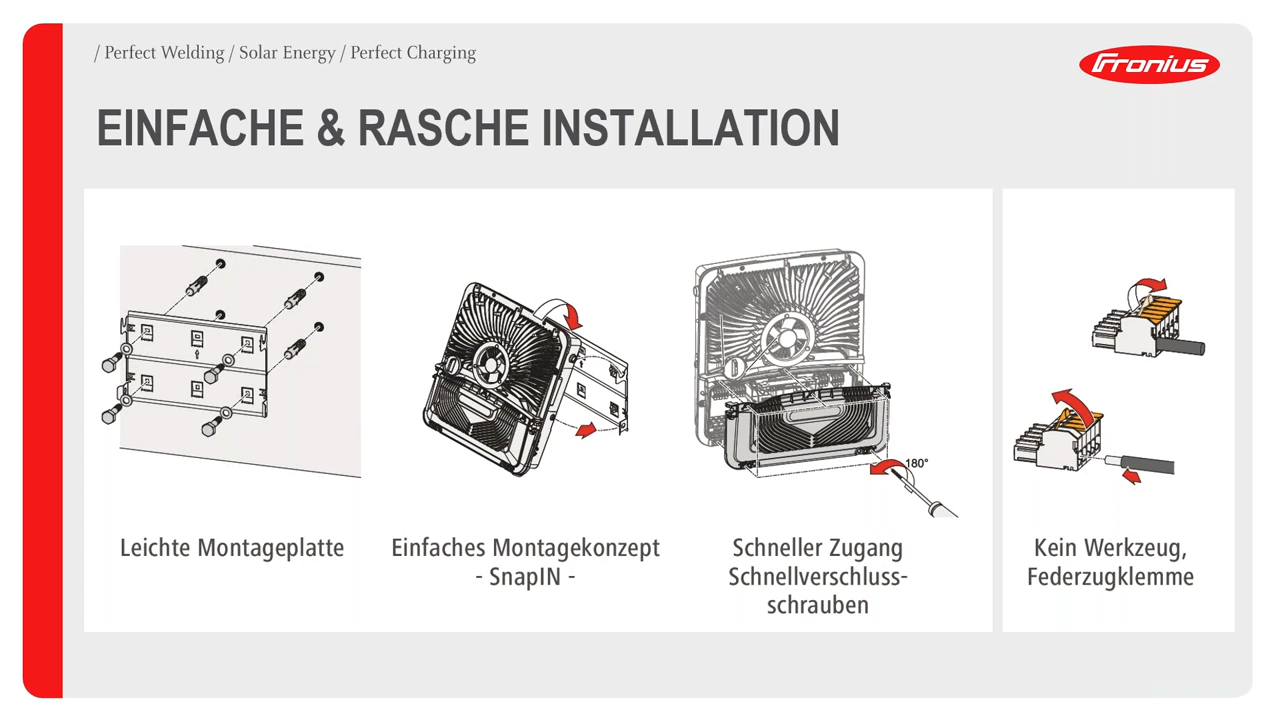 / Perfect Welding / Solar Energy / Perfect Charging
Fronius
EINFACHE & RASCHE INSTALLATION
180°
Leichte Montageplatte
Einfaches Montagekonzept
- SnapIN -
Schneller Zugang
Schnellverschluss-
schrauben
Kein Werkzeug,
Federzugklemme